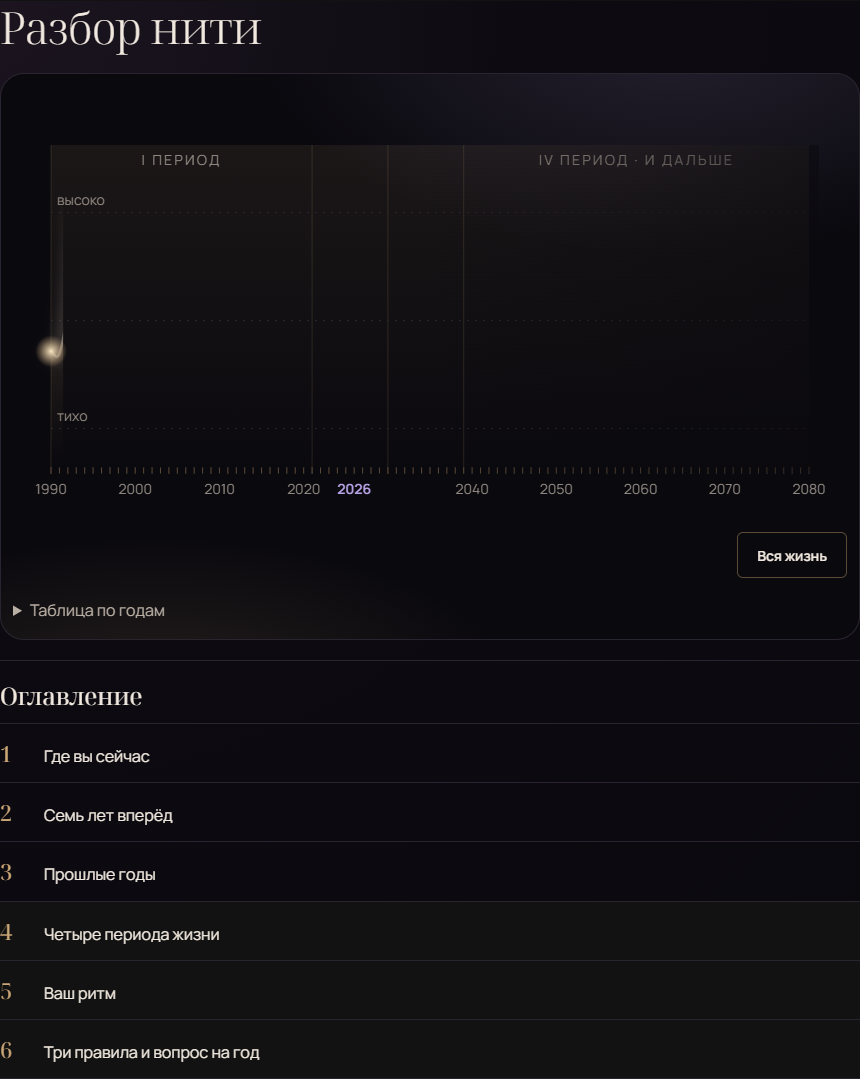 Разбор нити
I ПЕРИОД
IV ПЕРИОД · И ДАЛЬШЕ
ВЫСОКО
ТИХО
1990 2000 2010 2020 2026 2040 2050 2060 2070 2080
Вся жизнь
Таблица по годам
Оглавление
1 Где вы сейчас
2 Семь лет вперёд
3 Прошлые годы
4 Четыре периода жизни
5 Ваш ритм
6 Три правила и вопрос на год